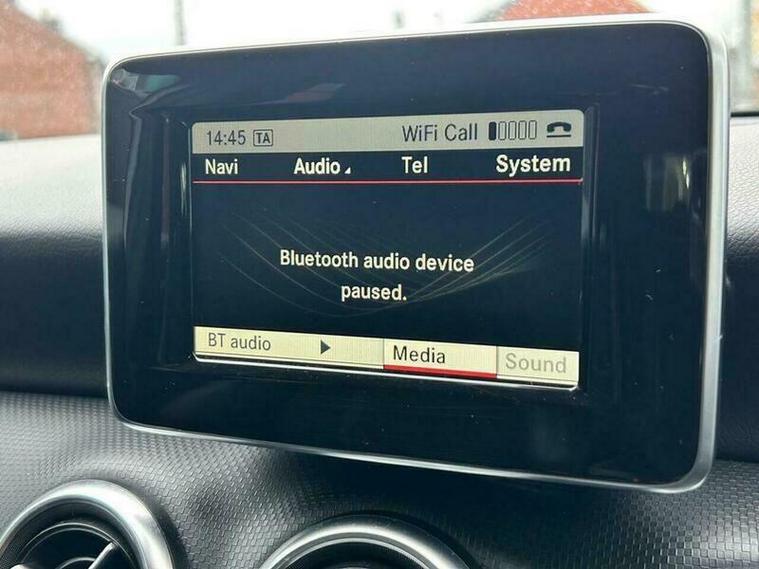 14:45 TA WiFi Call
Navi Audio Tel System
Bluetooth audio device
paused.
BT audio Media Sound